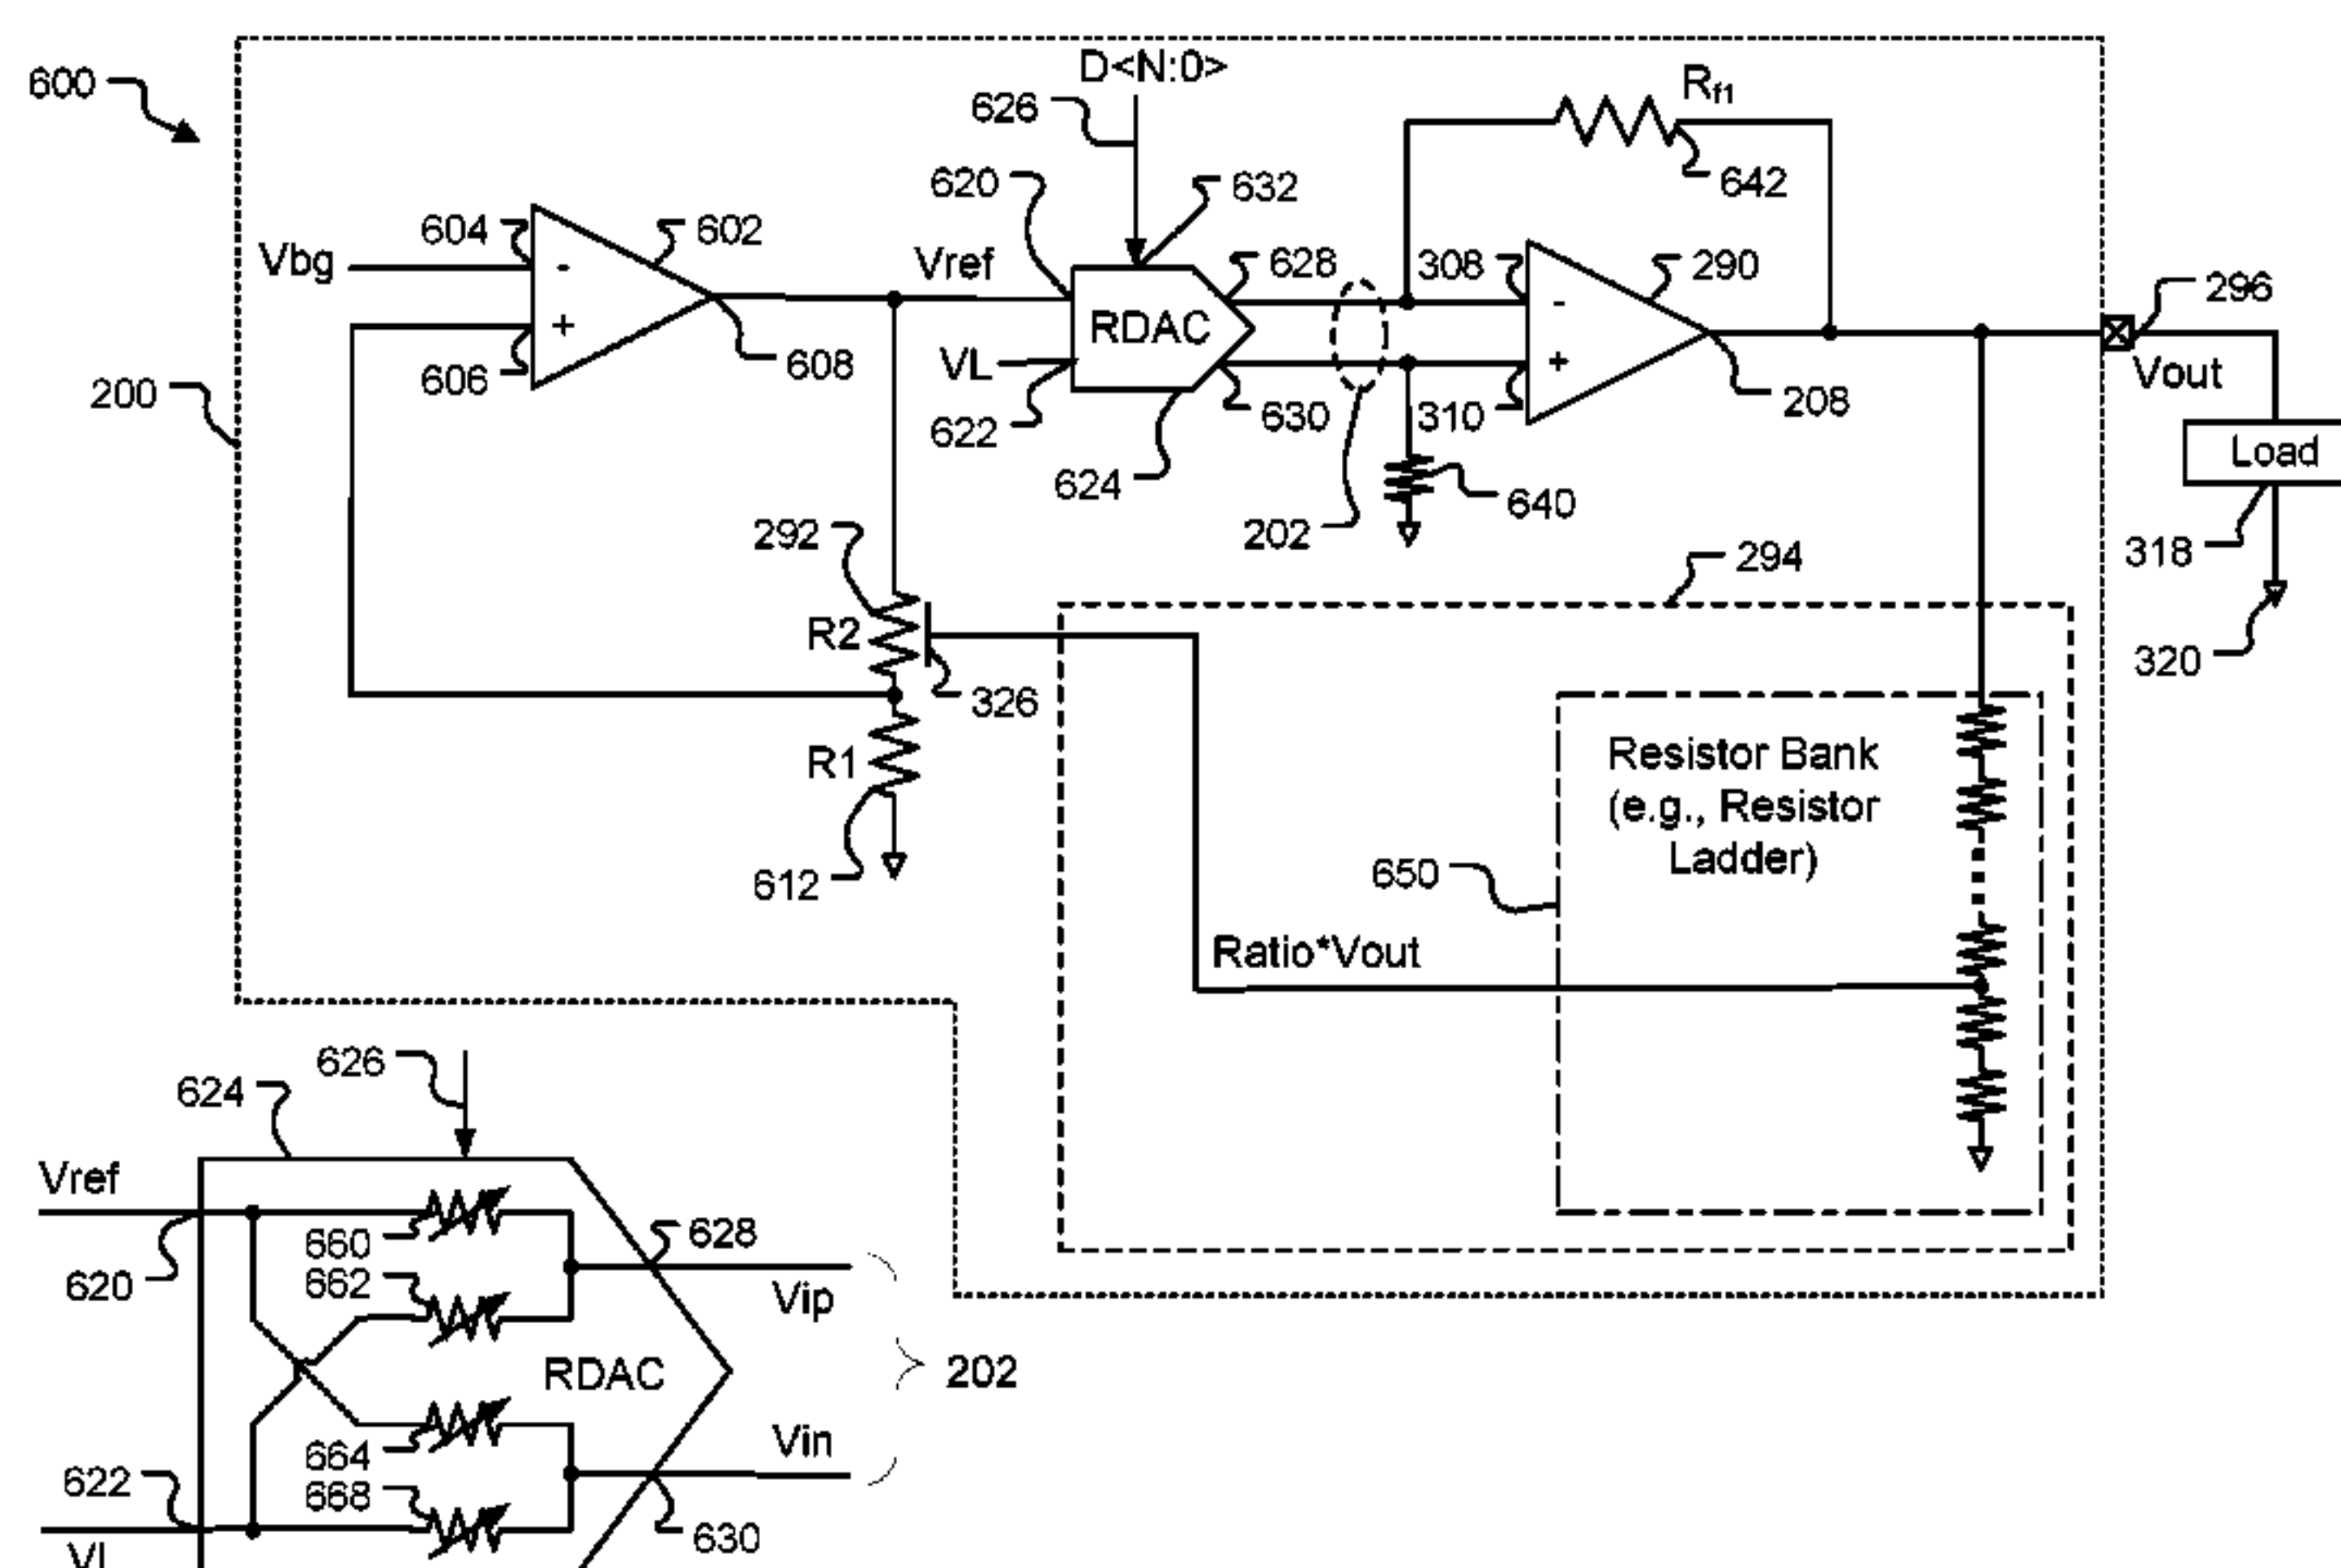 600
D<N:0>
626
Rf1
642
620
632
604
602
Vbg
-
+
606
608
Vref
VL
622
RDAC
624
628
630
202
308
-
290
310
+
208
296
Vout
200
640
Load
318
320
292
R2
326
R1
612
294
Resistor Bank
(e.g., Resistor
Ladder)
650
Ratio*Vout
626
624
Vref
620
660
662
628
Vip
RDAC
202
664
668
Vin
622
630
VL